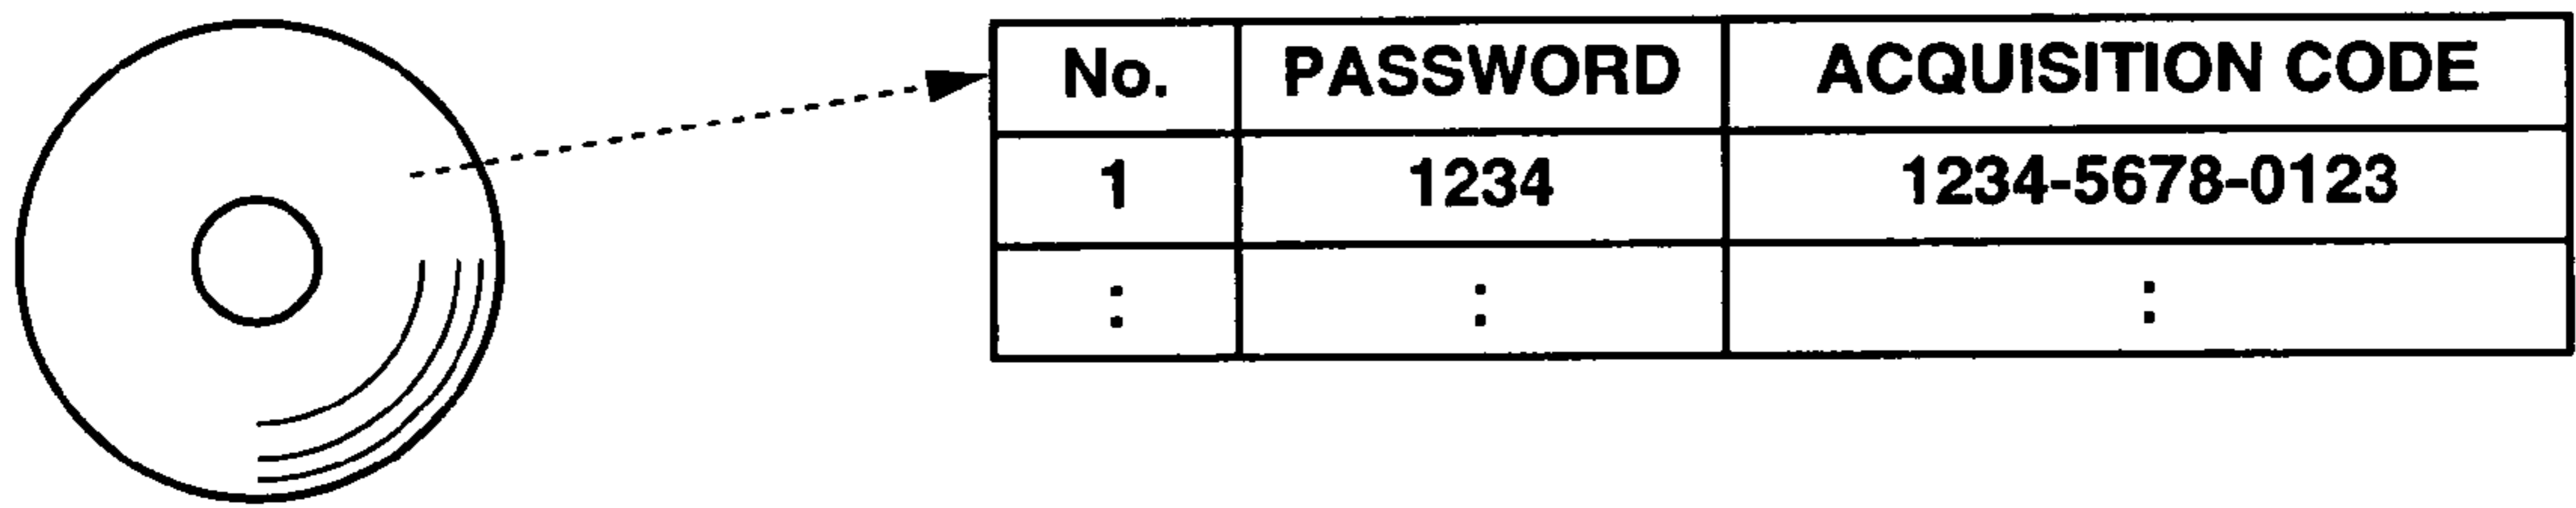 No. PASSWORD ACQUISITION CODE
1 1234 1234-5678-0123
: : :